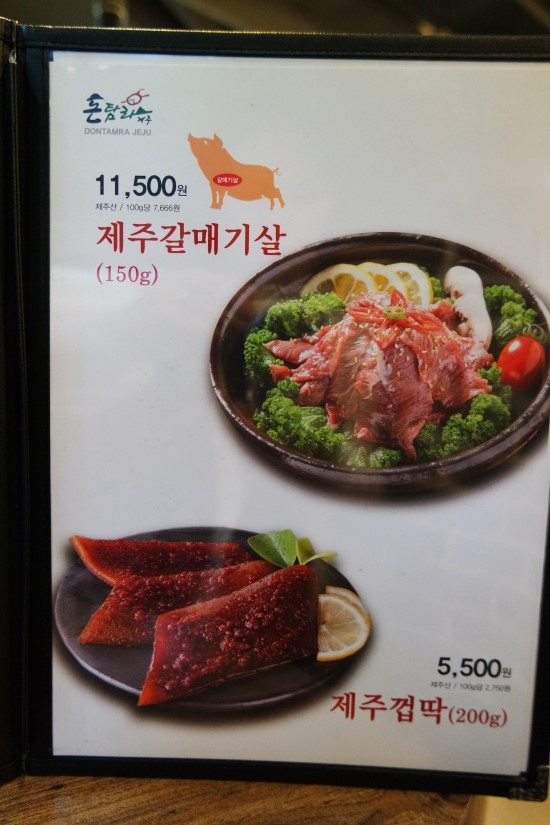 돈탐라
제주
DONTAMRA JEJU
갈매기살
11,500원
제주산 / 100g당 7,666원
제주갈매기살
(150g)
5,500원
제주산 / 100g당 2,750원
제주껍딱(200g)